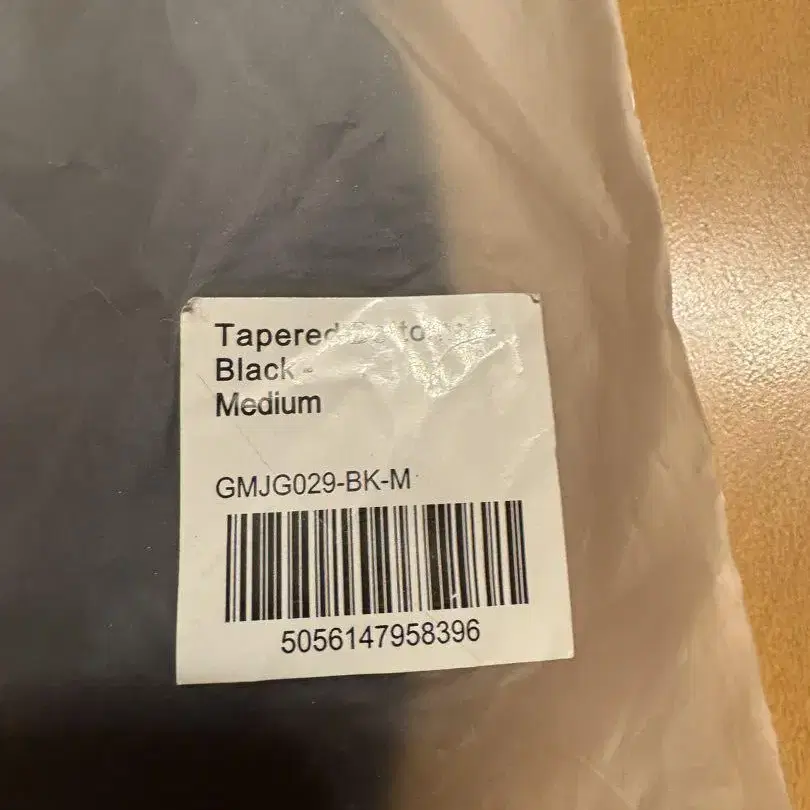 Tapered
Black -
Medium
GMJG029-BK-M
5056147958396